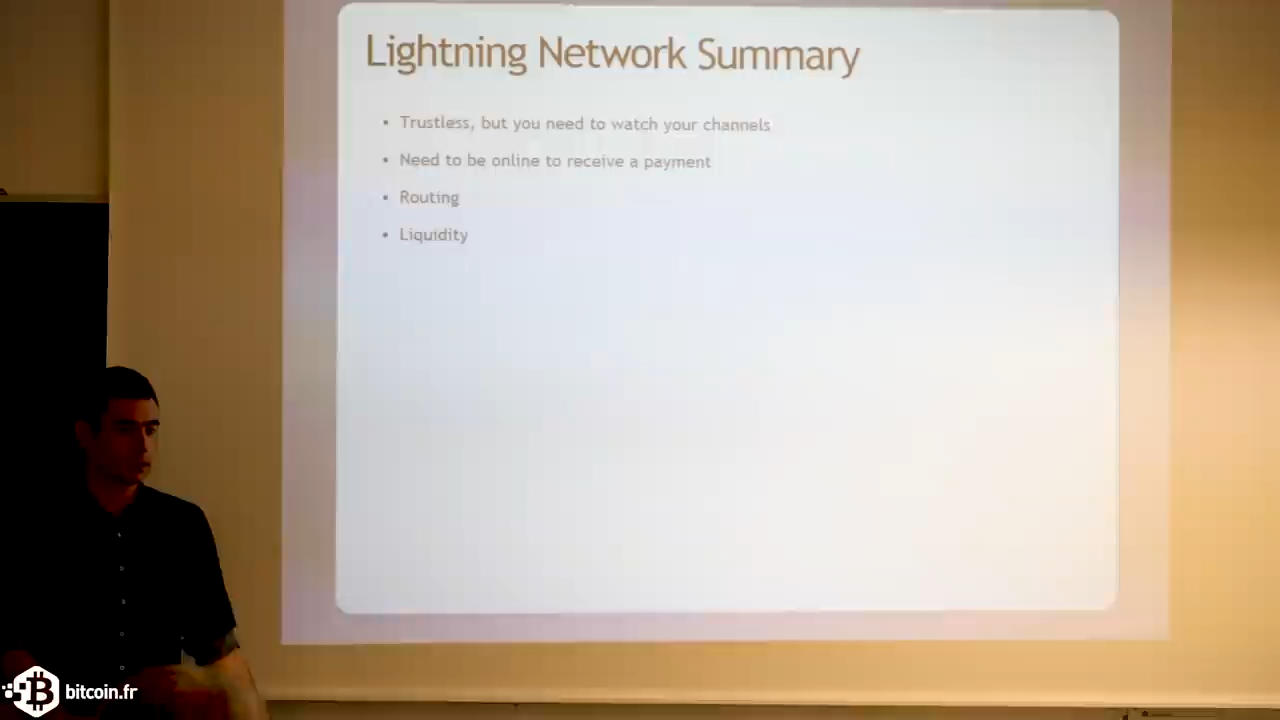 Lightning Network Summary
• Trustless, but you need to watch your channels
• Need to be online to receive a payment
• Routing
• Liquidity
bitcoin.fr